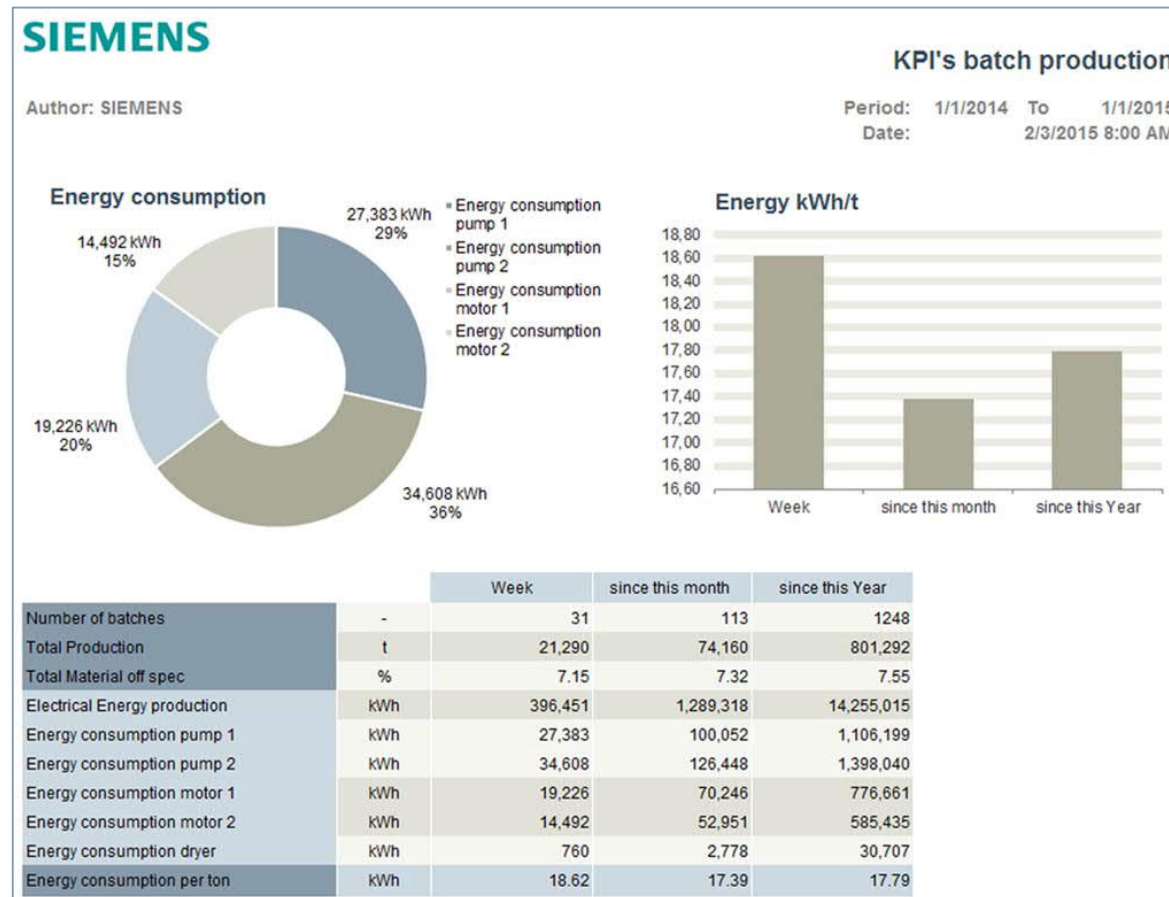 SIEMENS
KPI's batch production
Author: SIEMENS
Period: 1/1/2014 To 1/1/2015
Date: 2/3/2015 8:00 AM
Energy consumption
27,383 kWh
29%
14,492 kWh
15%
19,226 kWh
20%
34,608 kWh
36%
Energy consumption
pump 1
Energy consumption
pump 2
Energy consumption
motor 1
Energy consumption
motor 2
Energy kWh/t
18,80
18,60
18,40
18,20
18,00
17,80
17,60
17,40
17,20
17,00
16,80
16,60
Week since this month since this Year
Week since this month since this Year
Number of batches - 31 113 1248
Total Production t 21,290 74,160 801,292
Total Material off spec % 7.15 7.32 7.55
Electrical Energy production kWh 396,451 1,289,318 14,255,015
Energy consumption pump 1 kWh 27,383 100,052 1,106,199
Energy consumption pump 2 kWh 34,608 126,448 1,398,040
Energy consumption motor 1 kWh 19,226 70,246 776,661
Energy consumption motor 2 kWh 14,492 52,951 585,435
Energy consumption dryer kWh 760 2,778 30,707
Energy consumption per ton kWh 18.62 17.39 17.79